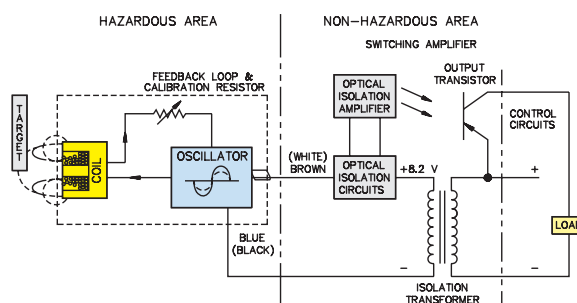 HAZARDOUS AREA
NON-HAZARDOUS AREA
SWITCHING AMPLIFIER
FEEDBACK LOOP &
CALIBRATION RESISTOR
OPTICAL
ISOLATION
AMPLIFIER
OUTPUT
TRANSISTOR
TARGET
COIL
OSCILLATOR
(WHITE)
BROWN
OPTICAL
ISOLATION
CIRCUITS
+8.2 V
CONTROL
CIRCUITS
+
LOAD
BLUE
(BLACK)
–
–
ISOLATION
TRANSFORMER